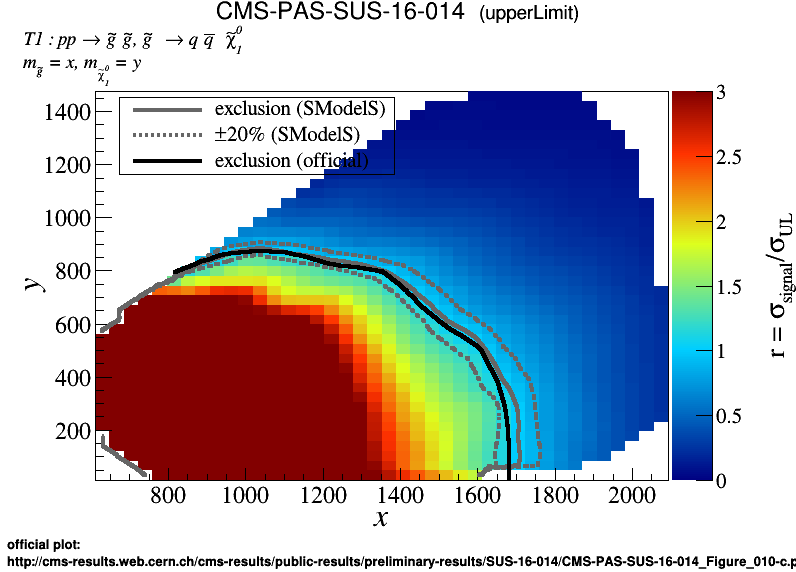 CMS-PAS-SUS-16-014 (upperLimit)
T1 : pp → g̃ g̃, g̃ → q q̅ χ̃₁⁰
m_g̃ = x, m_χ̃₁⁰ = y
exclusion (SModelS)
±20% (SModelS)
exclusion (official)
1400
1200
1000
800
600
400
200
y
800 1000 1200 1400 1600 1800 2000
x
3
2.5
2
1.5
1
0.5
0
r = σ_signal/σ_UL
official plot:
http://cms-results.web.cern.ch/cms-results/public-results/preliminary-results/SUS-16-014/CMS-PAS-SUS-16-014_Figure_010-c.p